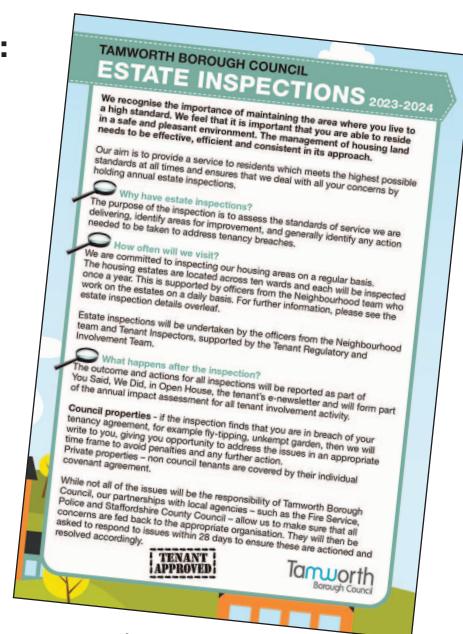 :
TAMWORTH BOROUGH COUNCIL
ESTATE INSPECTIONS 2023-2024
We recognise the importance of maintaining the area where you live to
a high standard. We feel that it is important that you are able to reside
in a safe and pleasant environment. The management of housing land
needs to be effective, efficient and consistent in its approach.
Our aim is to provide a service to residents which meets the highest possible
standards at all times and ensures that we deal with all your concerns by
holding annual estate inspections.
Why have estate inspections?
The purpose of the inspection is to assess the standards of service we are
delivering, identify areas for improvement, and generally identify any action
needed to be taken to address tenancy breaches.
How often will we visit?
We are committed to inspecting our housing areas on a regular basis.
The housing estates are located across ten wards and each will be inspected
once a year. This is supported by officers from the Neighbourhood team who
work on the estates on a daily basis. For further information, please see the
estate inspection details overleaf.
Estate inspections will be undertaken by the officers from the Neighbourhood
team and Tenant Inspectors, supported by the Tenant Regulatory and
Involvement Team.
What happens after the inspection?
The outcome and actions for all inspections will be reported as part of
You Said, We Did, in Open House, the tenant's e-newsletter and will form part
of the annual impact assessment for all tenant involvement activity.
Council properties - if the inspection finds that you are in breach of your
tenancy agreement, for example fly-tipping, unkempt garden, then we will
write to you, giving you opportunity to address the issues in an appropriate
time frame to avoid penalties and any further action.
Private properties – non council tenants are covered by their individual
covenant agreement.
While not all of the issues will be the responsibility of Tamworth Borough
Council, our partnerships with local agencies – such as the Fire Service,
Police and Staffordshire County Council – allow us to make sure that all
concerns are fed back to the appropriate organisation. They will then be
asked to respond to issues within 28 days to ensure these are actioned and
resolved accordingly.
TENANT
APPROVED
Tamworth
Borough Council